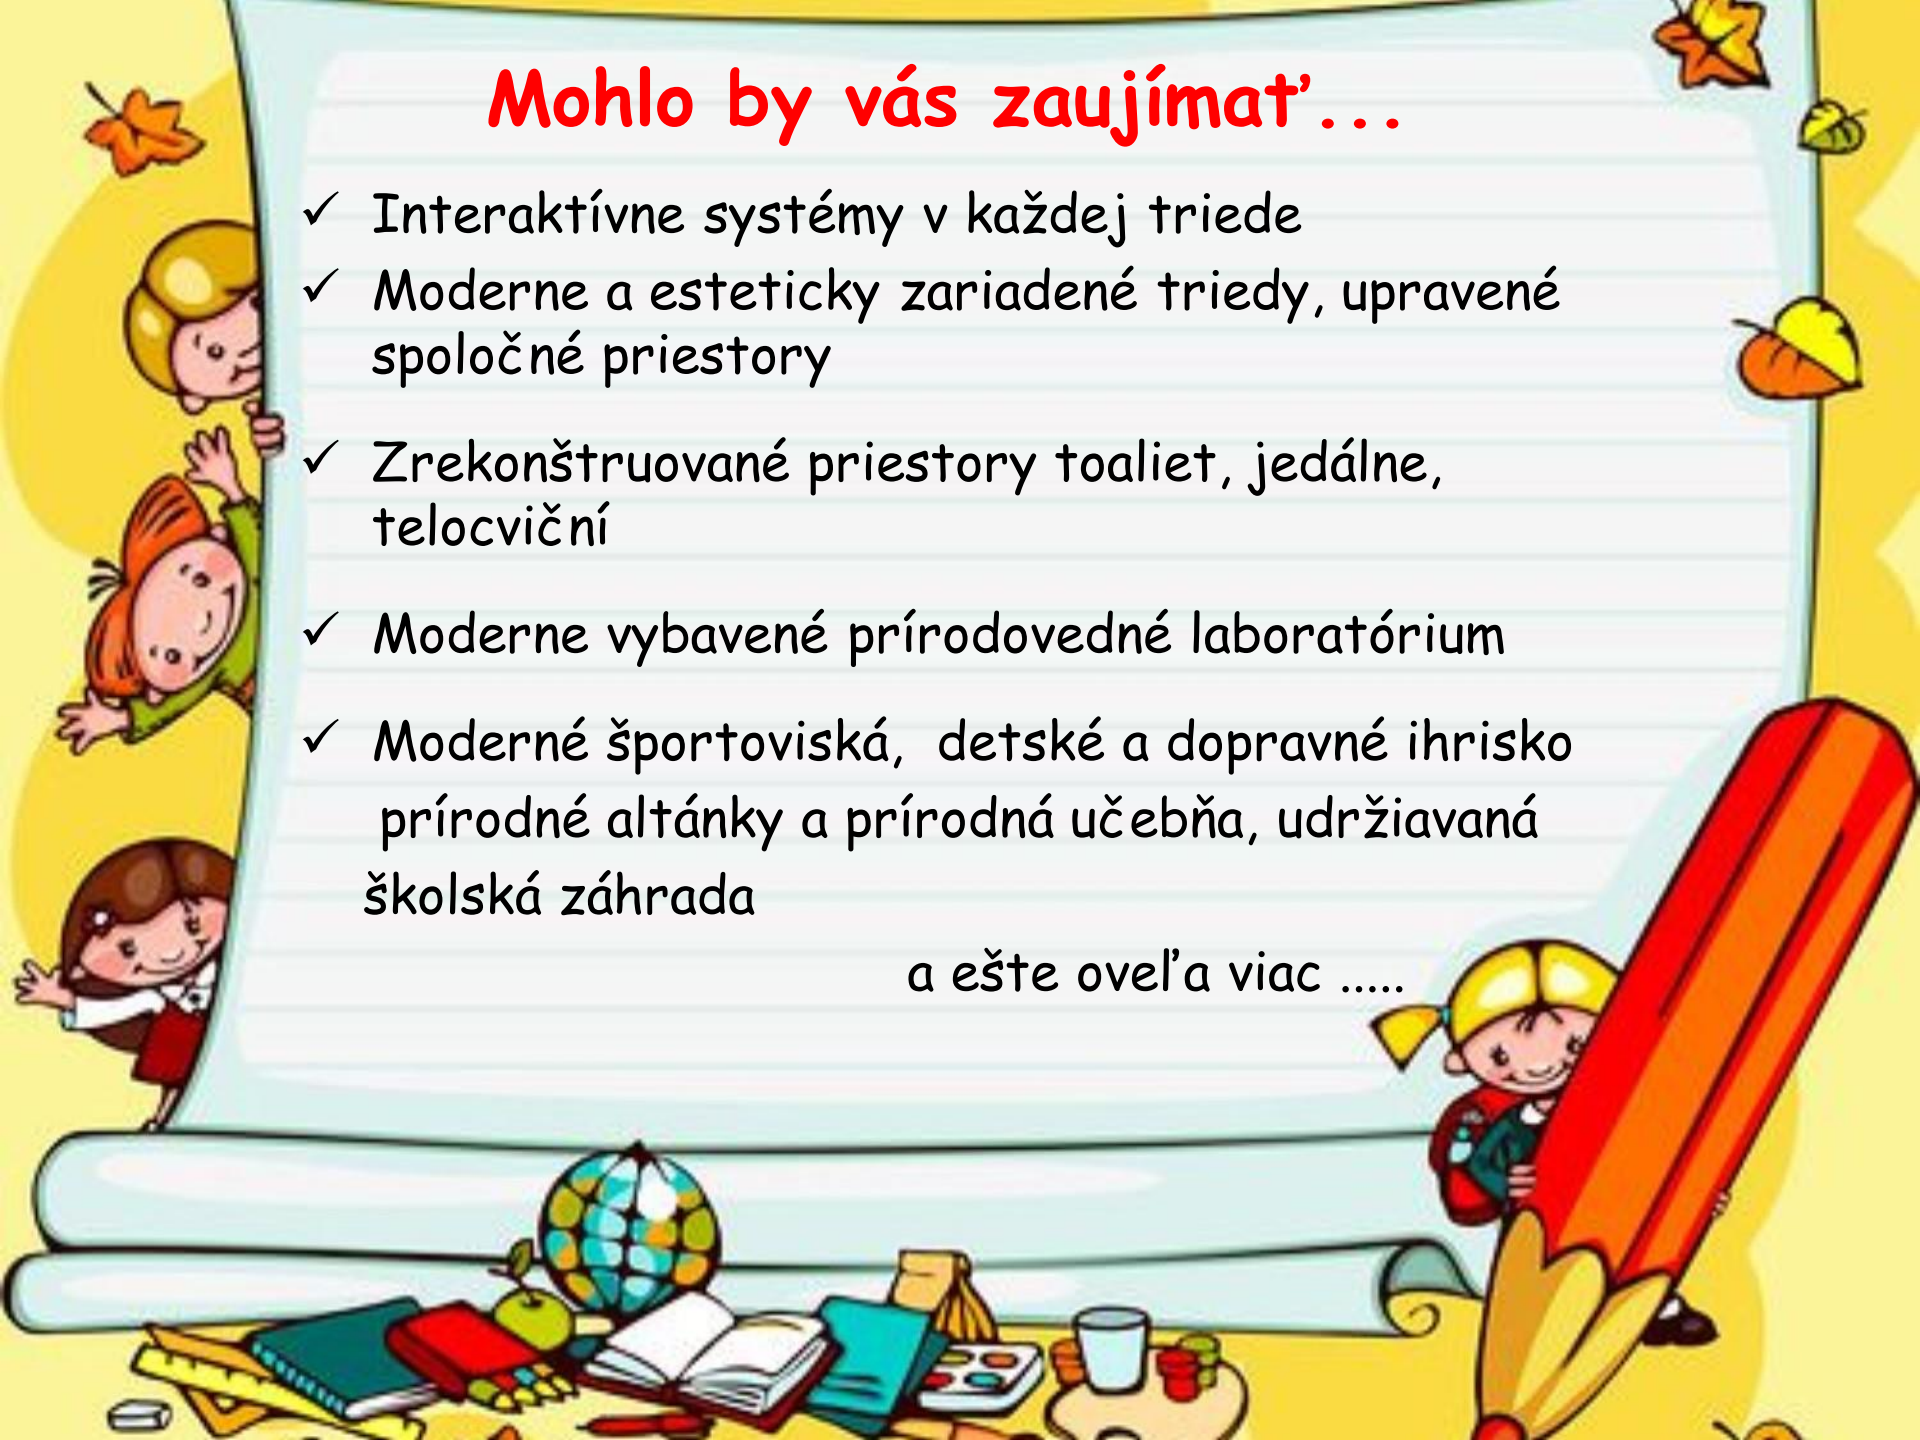 Mohlo by vás zaujímať...
✓ Interaktívne systémy v každej triede
✓ Moderne a esteticky zariadené triedy, upravené
spoločné priestory
✓ Zrekonštruované priestory toaliet, jedálne,
telocviční
✓ Moderne vybavené prírodovedné laboratórium
✓ Moderné športoviská, detské a dopravné ihrisko
prírodné altánky a prírodná učebňa, udržiavaná
školská záhrada
a ešte oveľa viac .....